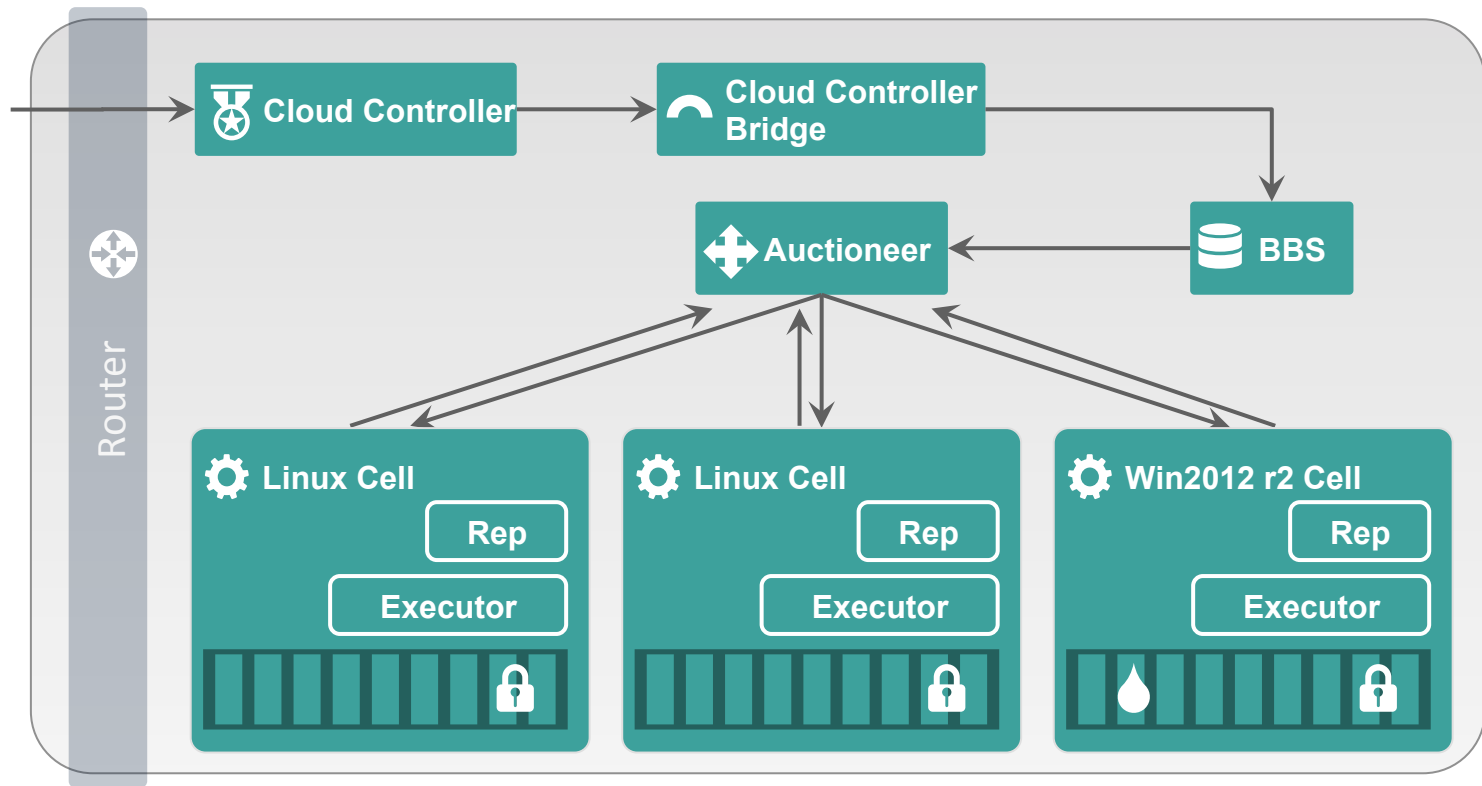 Cloud Controller
Cloud Controller
Bridge
Auctioneer
BBS
Router
Linux Cell
Rep
Executor
Linux Cell
Rep
Executor
Win2012 r2 Cell
Rep
Executor